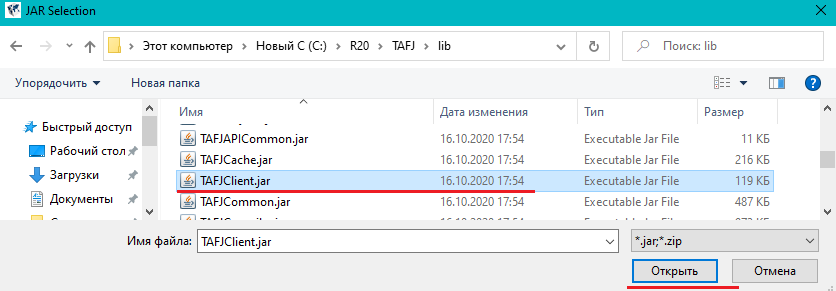 JAR Selection
Этот компьютер > Новый C (C:) > R20 > TAFJ > lib
Поиск: lib
Упорядочить
Новая папка
Имя Дата изменения Тип Размер
Быстрый доступ
Рабочий стол
Загрузки
Документы
TAFJAPICommon.jar 16.10.2020 17:54 Executable Jar File 11 КБ
TAFJCache.jar 16.10.2020 17:54 Executable Jar File 216 КБ
TAFJClient.jar 16.10.2020 17:54 Executable Jar File 119 КБ
TAFJCommon.jar 16.10.2020 17:54 Executable Jar File 487 КБ
Имя файла: TAFJClient.jar
*.jar;*.zip
Открыть
Отмена